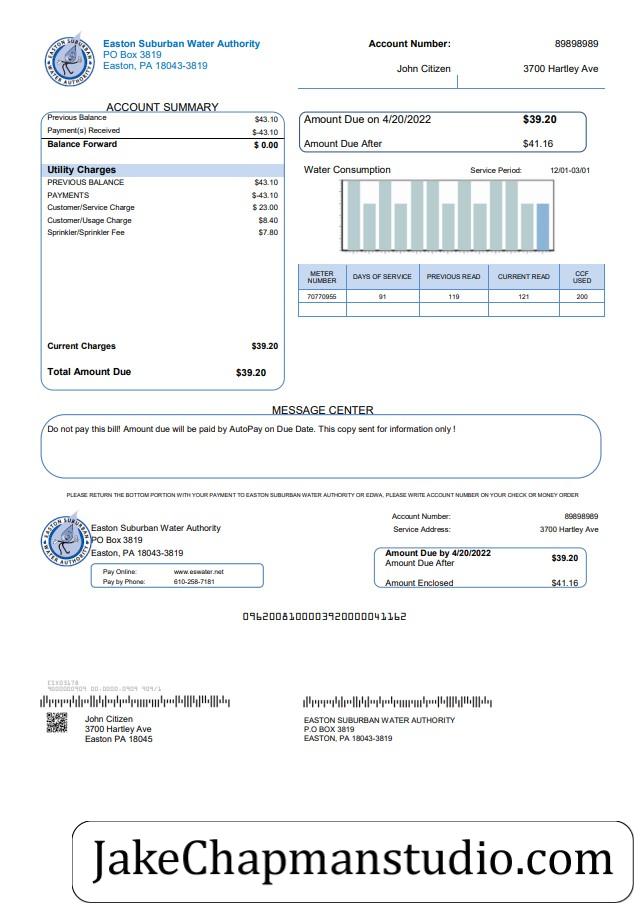 EASTON SUBURBAN
WATER AUTHORITY
Easton Suburban Water Authority
PO Box 3819
Easton, PA 18043-3819
Account Number: 89898989
John Citizen 3700 Hartley Ave
ACCOUNT SUMMARY
Previous Balance $43.10
Payment(s) Received $-43.10
Balance Forward $ 0.00
Utility Charges
PREVIOUS BALANCE $43.10
PAYMENTS $-43.10
Customer/Service Charge $ 23.00
Customer/Usage Charge $8.40
Sprinkler/Sprinkler Fee $7.80
Current Charges $39.20
Total Amount Due $39.20
Amount Due on 4/20/2022 $39.20
Amount Due After $41.16
Water Consumption Service Period: 12/01-03/01
METER NUMBER DAYS OF SERVICE PREVIOUS READ CURRENT READ CCF USED
70770955 91 119 121 200
MESSAGE CENTER
Do not pay this bill! Amount due will be paid by AutoPay on Due Date. This copy sent for information only !
PLEASE RETURN THE BOTTOM PORTION WITH YOUR PAYMENT TO EASTON SUBURBAN WATER AUTHORITY OR EDWA, PLEASE WRITE ACCOUNT NUMBER ON YOUR CHECK OR MONEY ORDER
EASTON SUBURBAN
WATER AUTHORITY
Easton Suburban Water Authority
PO Box 3819
Easton, PA 18043-3819
Pay Online: www.eswater.net
Pay by Phone: 610-258-7181
Account Number: 89898989
Service Address: 3700 Hartley Ave
Amount Due by 4/20/2022 $39.20
Amount Due After
Amount Enclosed $41.16
09620081000039200000041162
John Citizen
3700 Hartley Ave
Easton PA 18045
EASTON SUBURBAN WATER AUTHORITY
P.O BOX 3819
EASTON, PA 18043-3819
JakeChapmanstudio.com